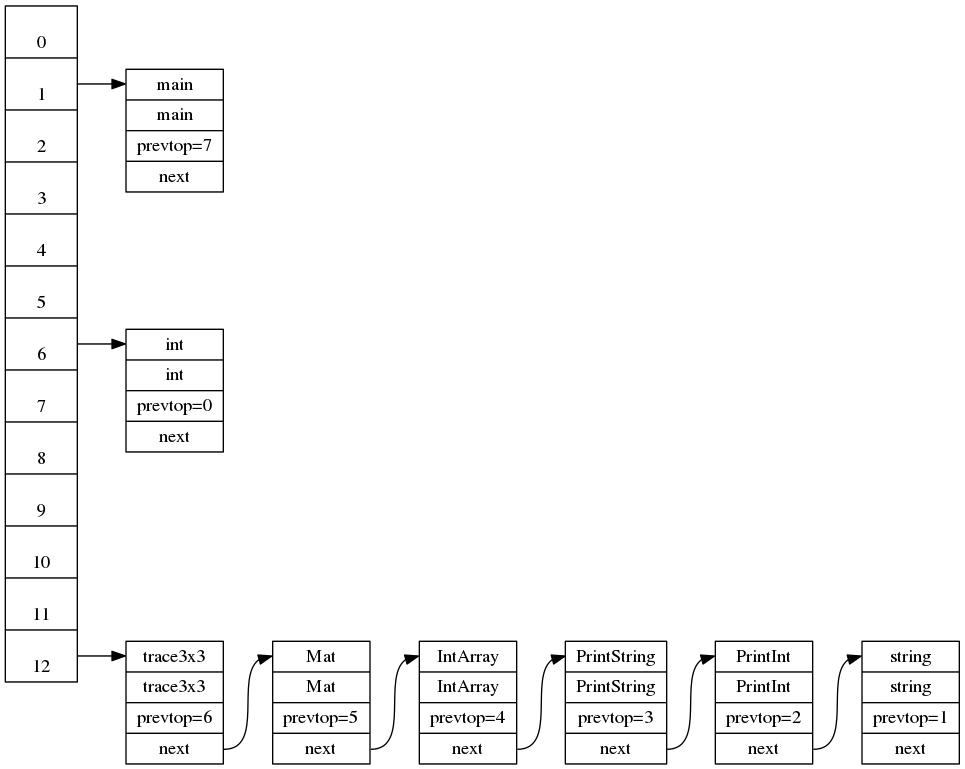 0
1
2
3
4
5
6
7
8
9
10
11
12
main
main
prevtop=7
next
int
int
prevtop=0
next
trace3x3
trace3x3
prevtop=6
next
Mat
Mat
prevtop=5
next
IntArray
IntArray
prevtop=4
next
PrintString
PrintString
prevtop=3
next
PrintInt
PrintInt
prevtop=2
next
string
string
prevtop=1
next